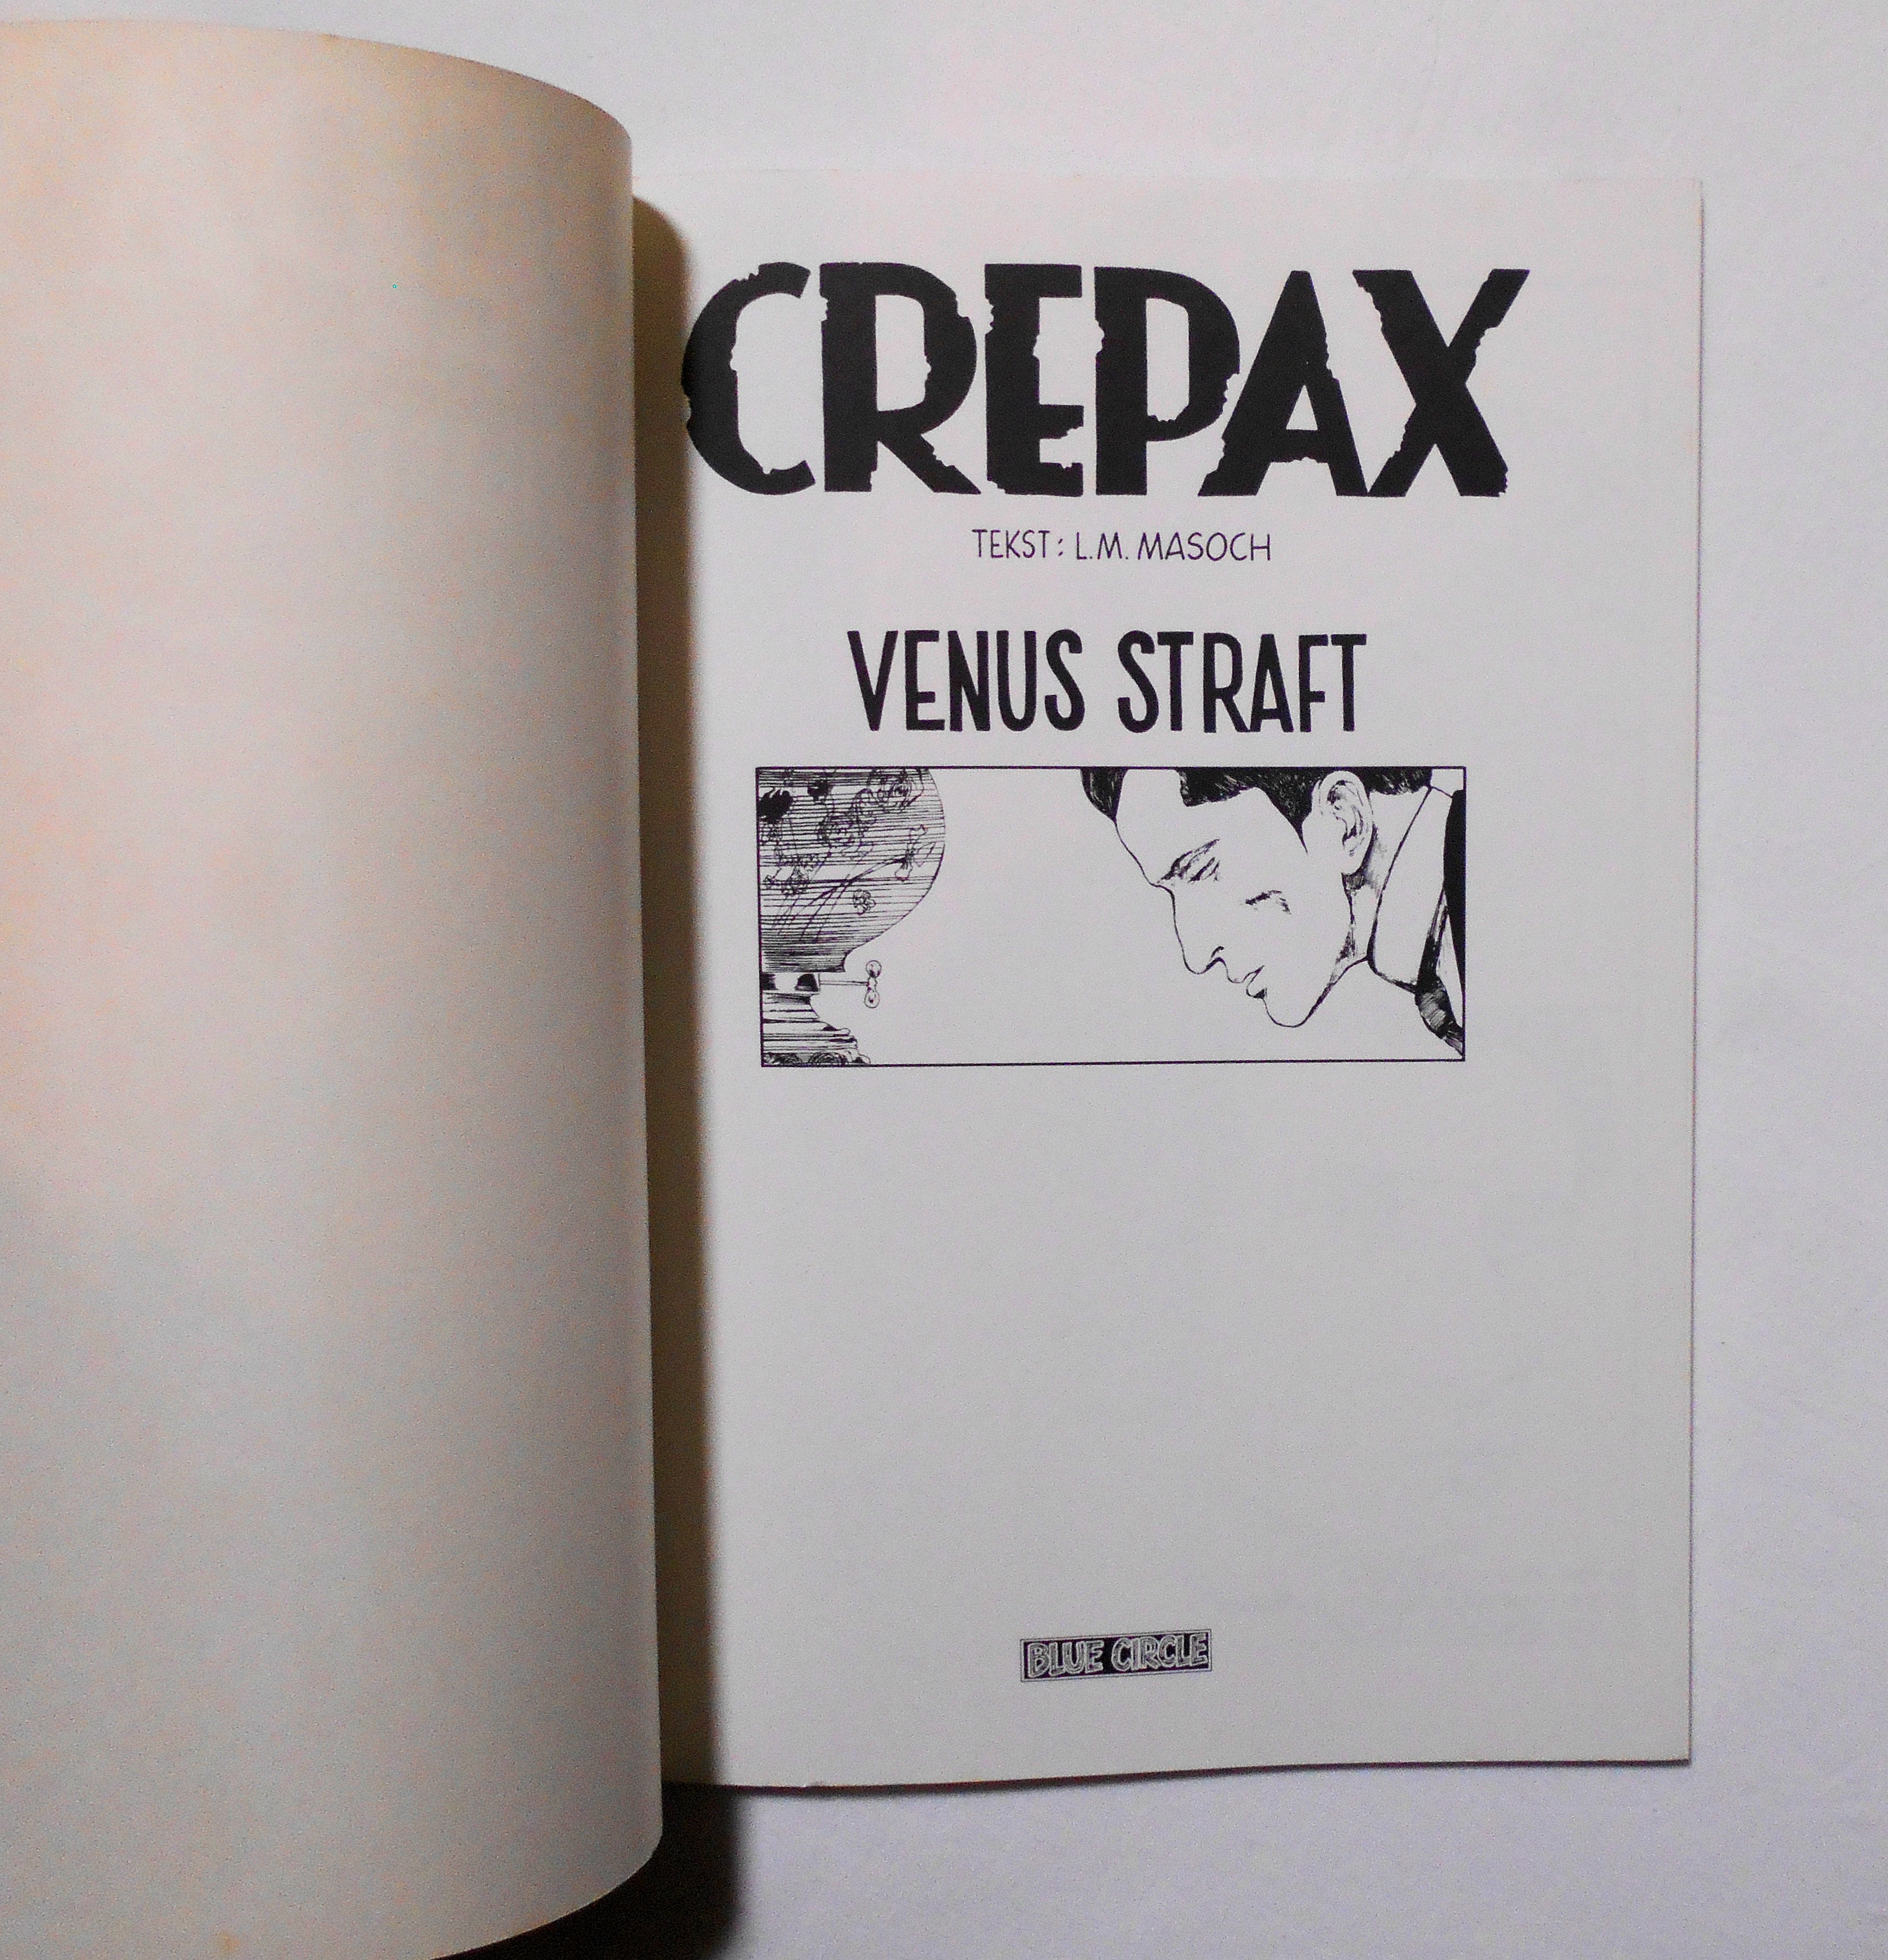 CREPAX
TEKST: L.M. MASOCH
VENUS STRAFT
BLUE CIRCLE